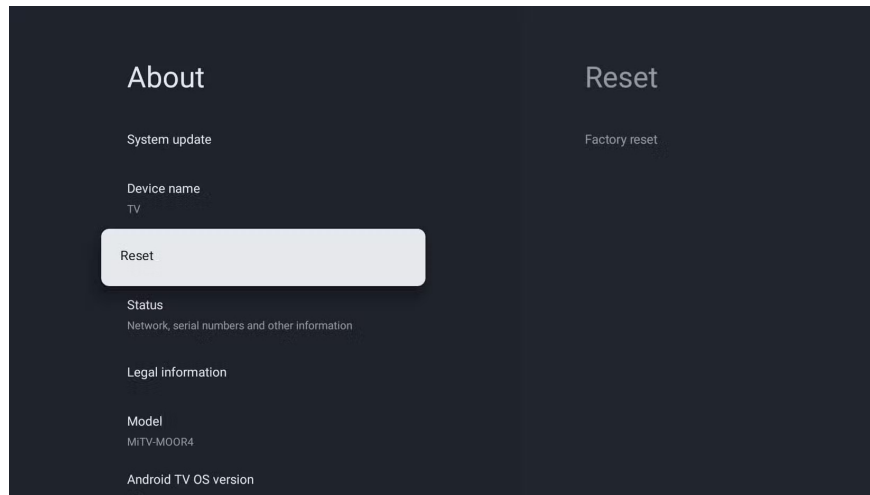 About
System update
Device name
TV
Reset
Status
Network, serial numbers and other information
Legal information
Model
MiTV-MOOR4
Android TV OS version
Reset
Factory reset